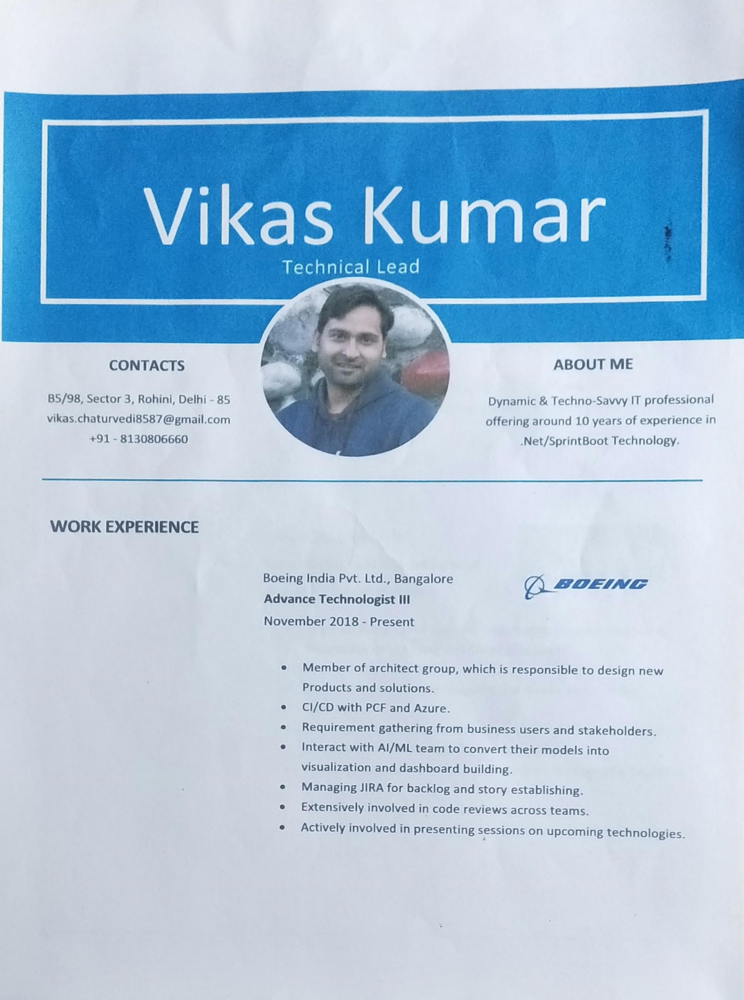 Vikas Kumar
Technical Lead
CONTACTS
B5/98, Sector 3, Rohini, Delhi - 85
vikas.chaturvedi8587@gmail.com
+91 - 8130806660
ABOUT ME
Dynamic & Techno-Savvy IT professional
offering around 10 years of experience in
.Net/SprintBoot Technology.
WORK EXPERIENCE
Boeing India Pvt. Ltd., Bangalore
Advance Technologist III
November 2018 - Present
BOEING
• Member of architect group, which is responsible to design new
Products and solutions.
• CI/CD with PCF and Azure.
• Requirement gathering from business users and stakeholders.
• Interact with AI/ML team to convert their models into
visualization and dashboard building.
• Managing JIRA for backlog and story establishing.
• Extensively involved in code reviews across teams.
• Actively involved in presenting sessions on upcoming technologies.